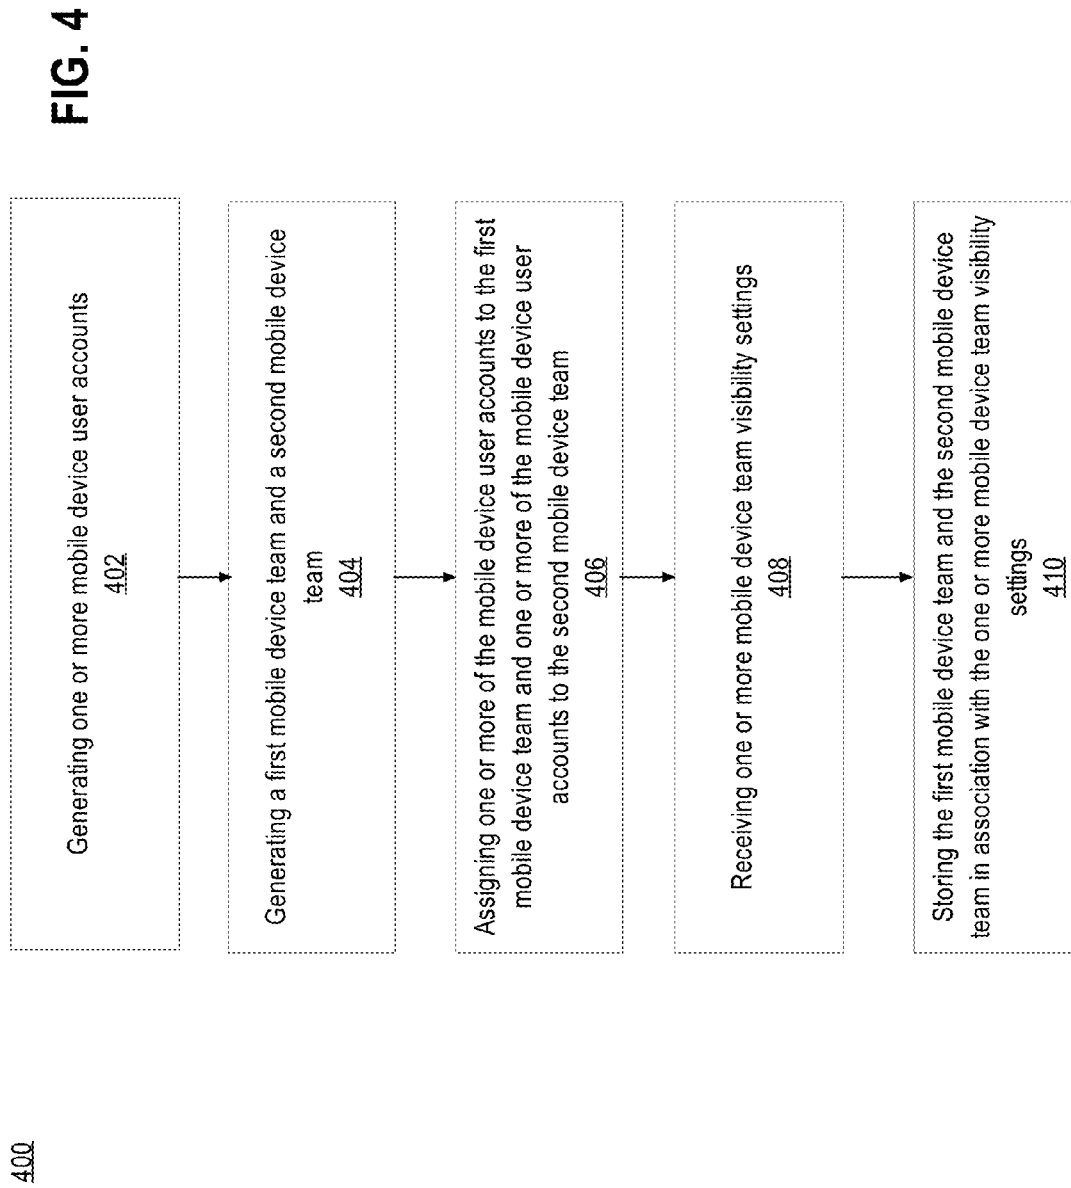 400
Generating one or more mobile device user accounts
402
Generating a first mobile device team and a second mobile device
team
404
Assigning one or more of the mobile device user accounts to the first
mobile device team and one or more of the mobile device user
accounts to the second mobile device team
406
Receiving one or more mobile device team visibility settings
408
Storing the first mobile device team and the second mobile device
team in association with the one or more mobile device team visibility
settings
410
FIG. 4